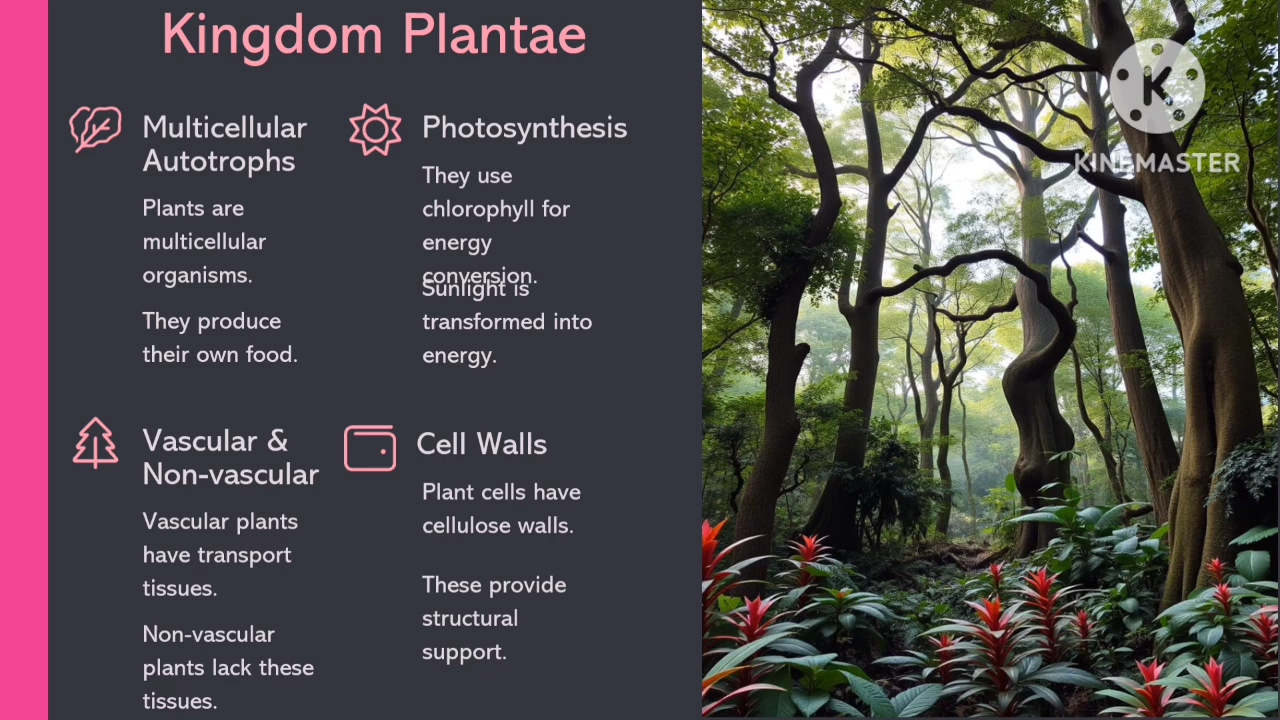 Kingdom Plantae
Multicellular
Autotrophs
Plants are
multicellular
organisms.
They produce
their own food.
Photosynthesis
They use
chlorophyll for
energy
conversion.
Sunlight is
transformed into
energy.
Vascular &
Non-vascular
Vascular plants
have transport
tissues.
Non-vascular
plants lack these
tissues.
Cell Walls
Plant cells have
cellulose walls.
These provide
structural
support.
K
KINEMASTER